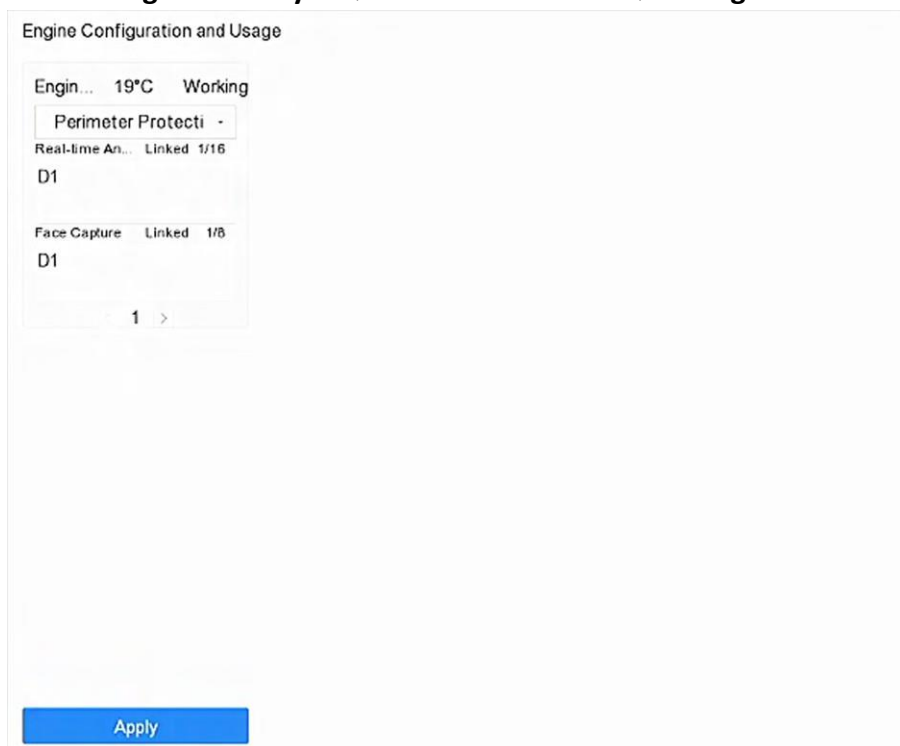 Engine Configuration and Usage
Engin... 19°C Working
Perimeter Protecti
Real-time An... Linked 1/16
D1
Face Capture Linked 1/8
D1
1 >
Apply